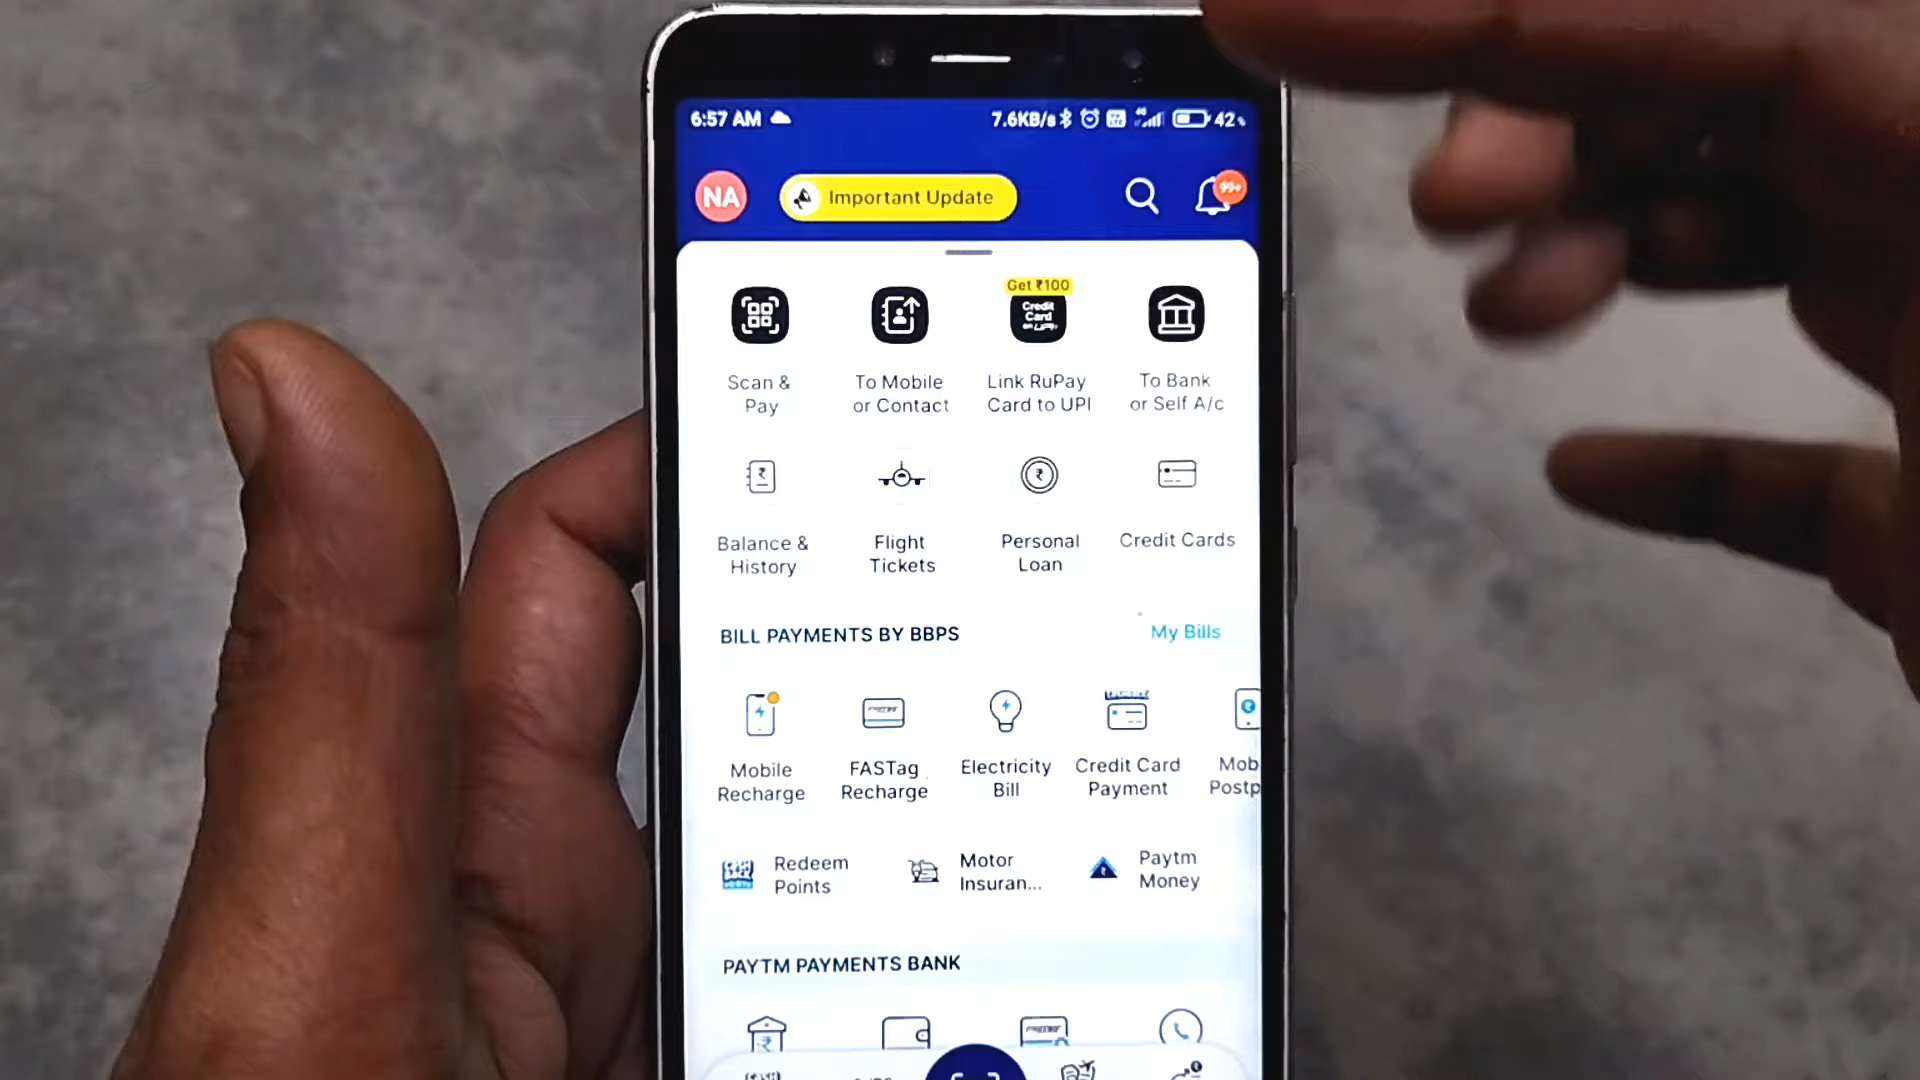 6:57 AM 7.6KB/s 4G 42
NA Important Update 99+
Get ₹100
Credit
Card
on UPI
Scan &
Pay
To Mobile
or Contact
Link RuPay
Card to UPI
To Bank
or Self A/c
Balance &
History
Flight
Tickets
Personal
Loan
Credit Cards
BILL PAYMENTS BY BBPS My Bills
Mobile
Recharge
FASTag
Recharge
Electricity
Bill
Credit Card
Payment
Mob
Postp
Redeem
Points
Motor
Insuran...
Paytm
Money
PAYTM PAYMENTS BANK